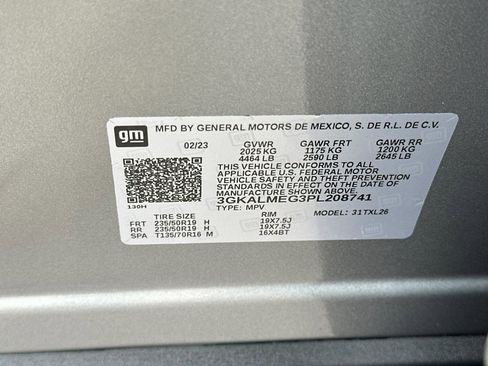 gm MFD BY GENERAL MOTORS DE MEXICO, S. DE R.L. DE C.V.
02/23 GVWR GAWR FRT GAWR RR
2025 KG 1175 KG 1200 KG
4464 LB 2590 LB 2645 LB
THIS VEHICLE CONFORMS TO ALL
APPLICABLE U.S. FEDERAL MOTOR
VEHICLE SAFETY AND THEFT PREVENTION
STANDARDS IN EFFECT ON THE DATE OF
MANUFACTURE SHOWN ABOVE.
3GKALMEG3PL208741
130H TYPE: MPV
TIRE SIZE RIM MODEL: 31TXL26
FRT 235/50R19 H 19X7.5J
RR 235/50R19 H 19X7.5J
SPA T135/70R16 M 16X4BT